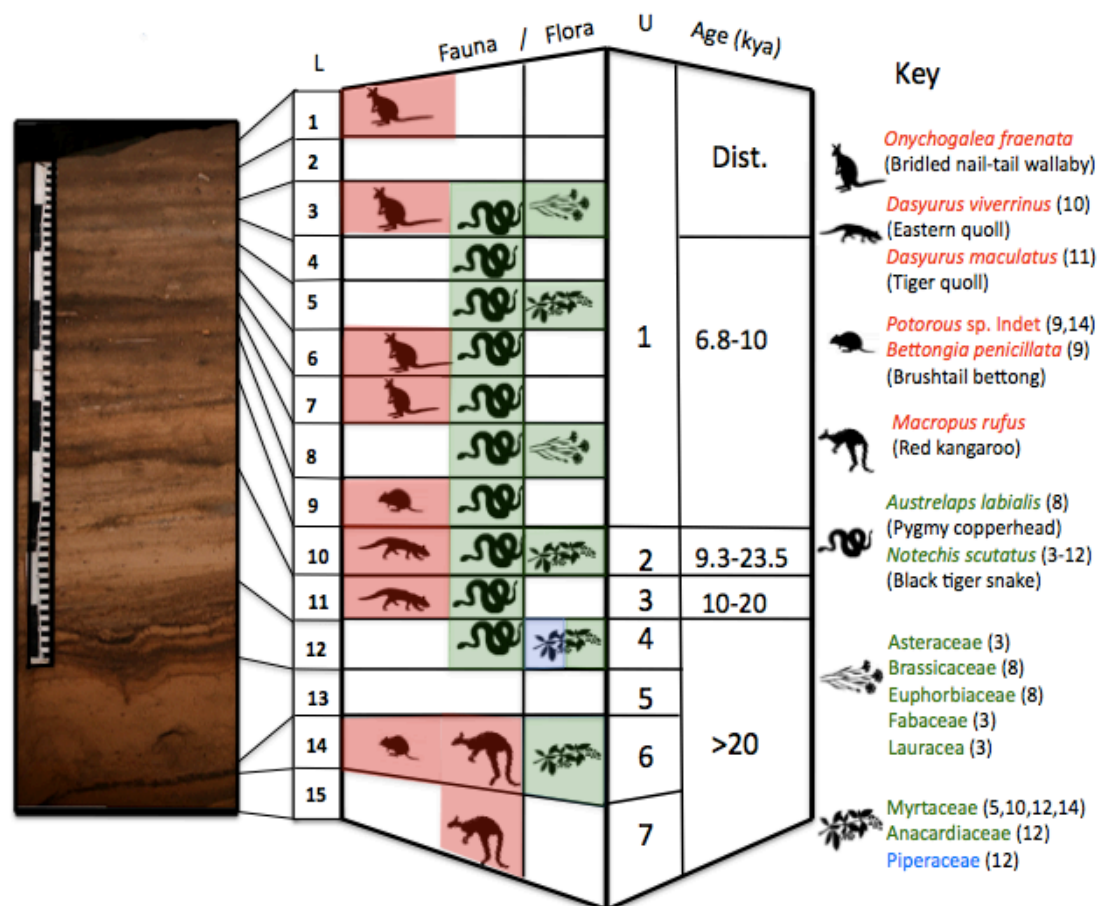 L
Fauna / Flora
U
Age (kya)
Key
1
2
3
4
5
6
7
8
9
10
11
12
13
14
15
1
2
3
4
5
6
7
Dist.
6.8-10
9.3-23.5
10-20
>20
Onychogalea fraenata
(Bridled nail-tail wallaby)
Dasyurus viverrinus (10)
(Eastern quoll)
Dasyurus maculatus (11)
(Tiger quoll)
Potorous sp. Indet (9,14)
Bettongia penicillata (9)
(Brushtail bettong)
Macropus rufus
(Red kangaroo)
Austrelaps labialis (8)
(Pygmy copperhead)
Notechis scutatus (3-12)
(Black tiger snake)
Asteraceae (3)
Brassicaceae (8)
Euphorbiaceae (8)
Fabaceae (3)
Lauracea (3)
Myrtaceae (5,10,12,14)
Anacardiaceae (12)
Piperaceae (12)